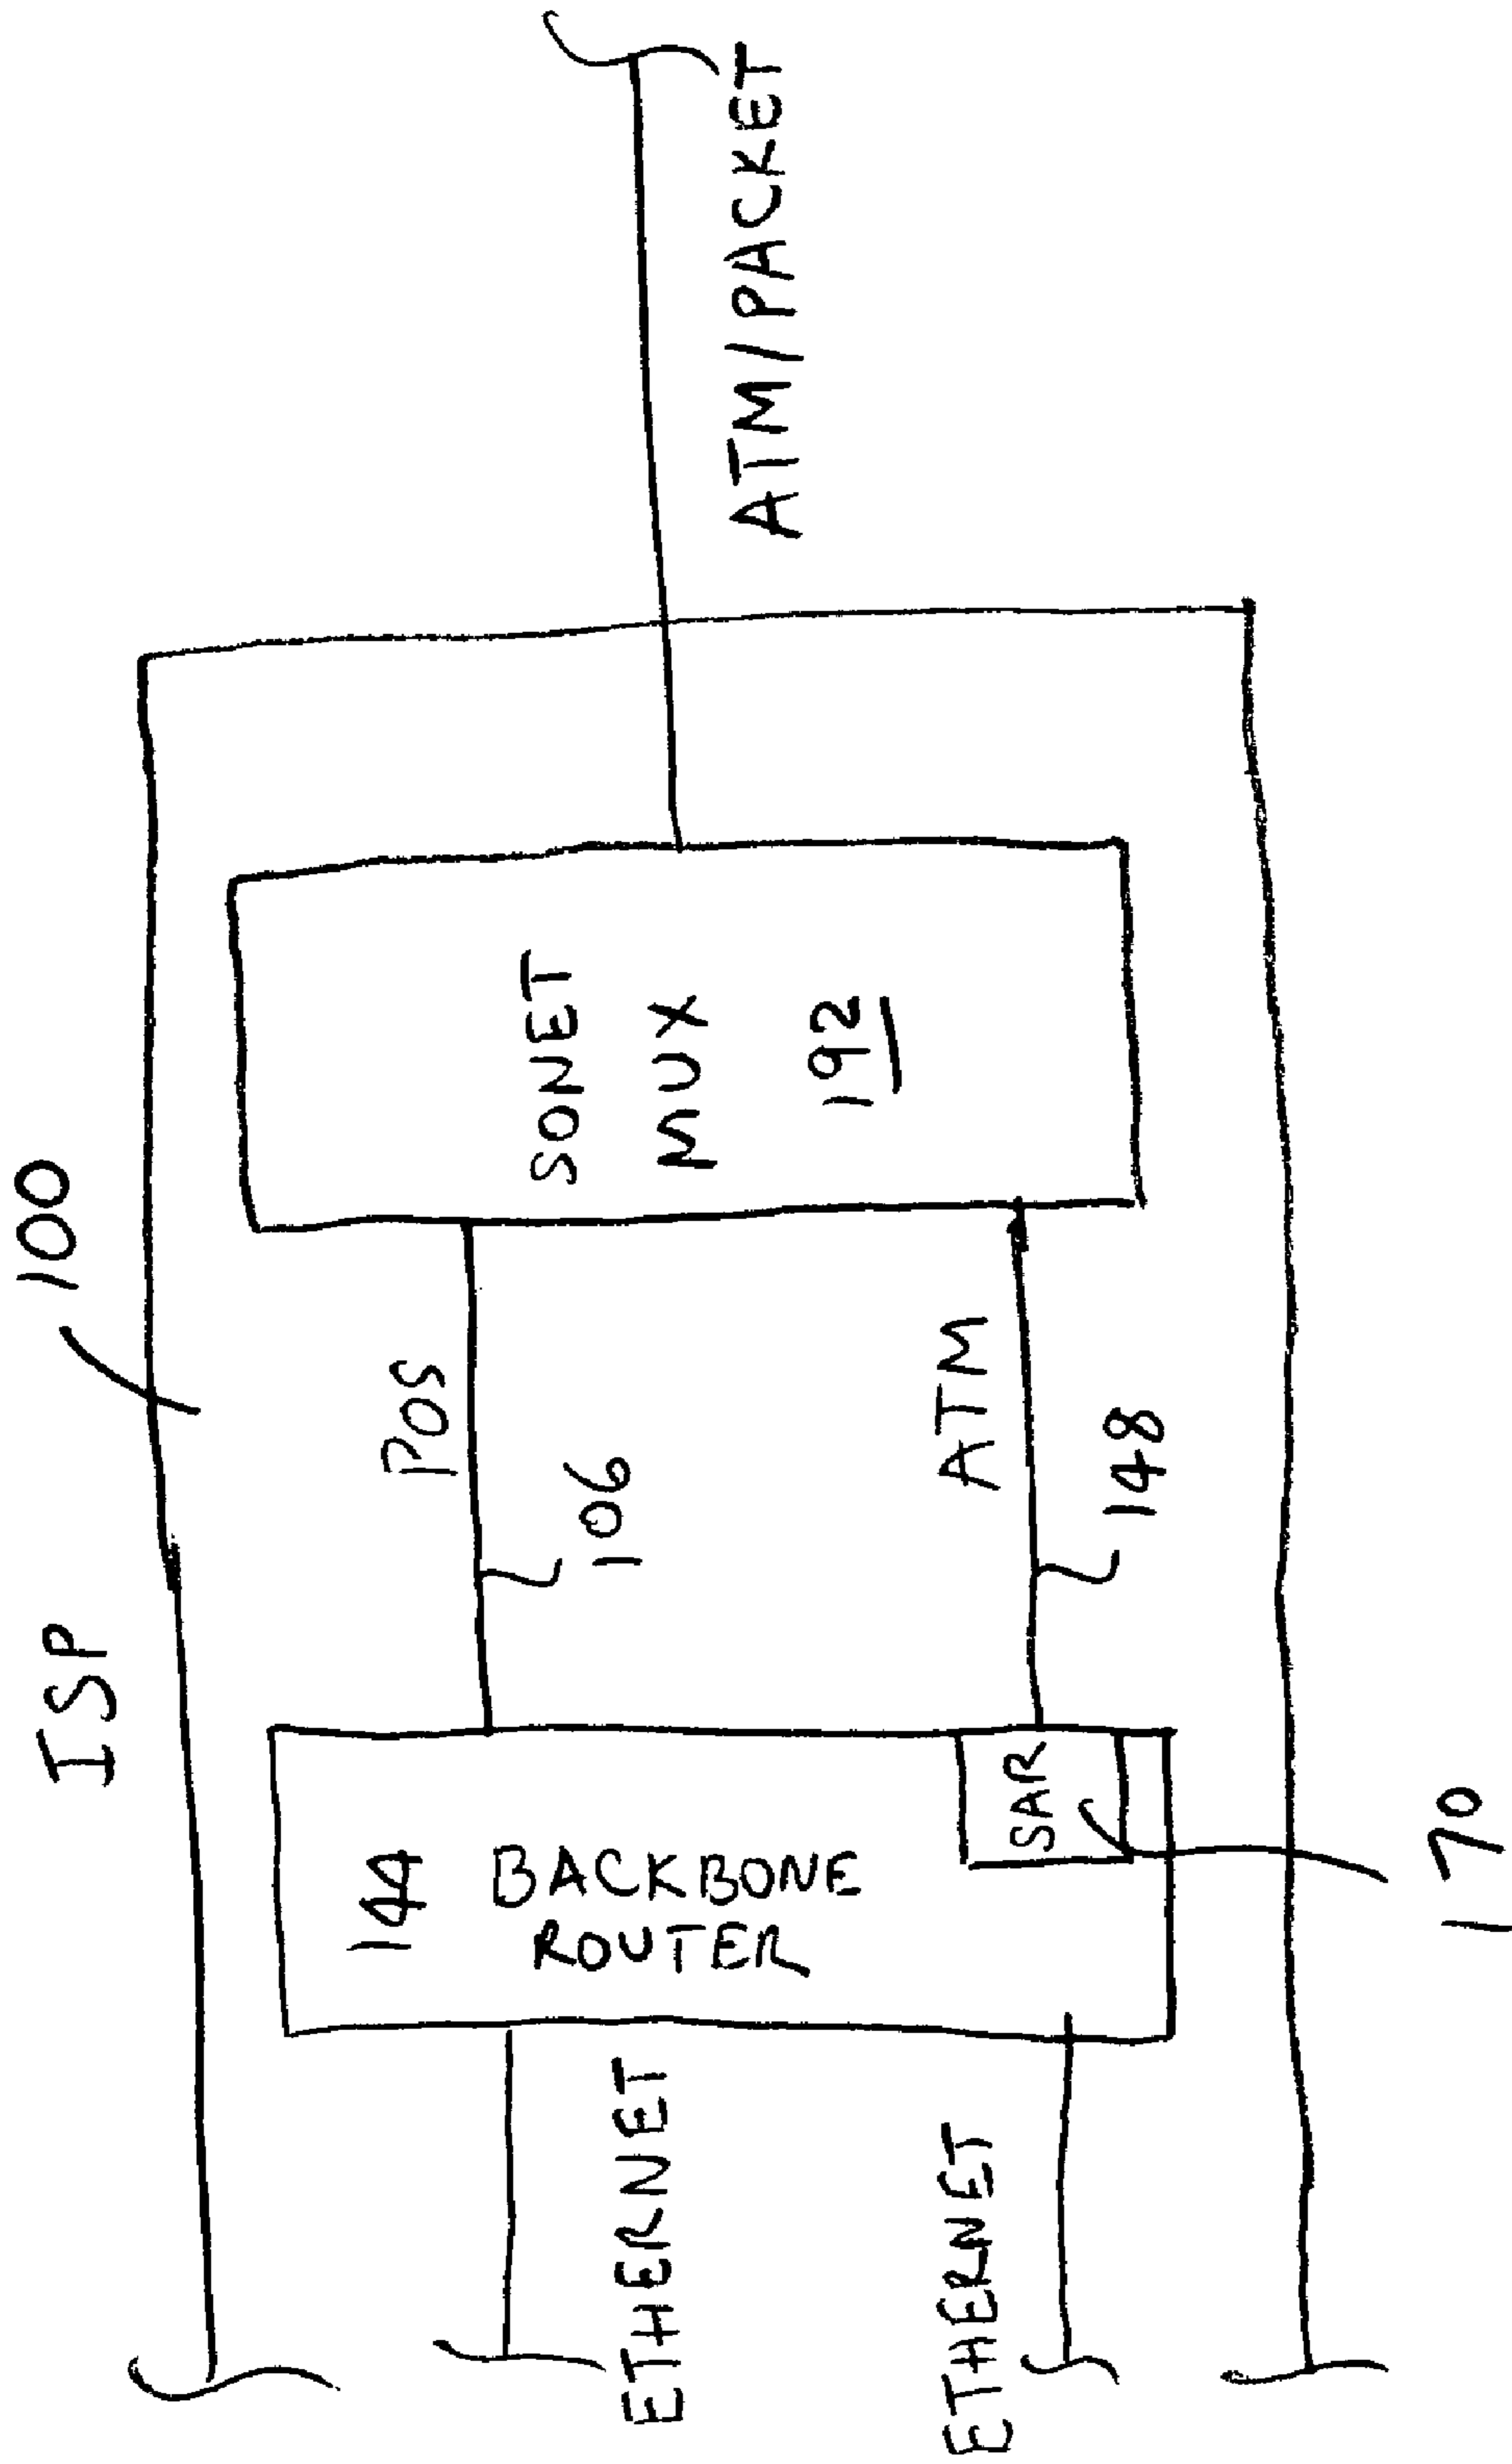 ISP
100
144
BACKBONE
ROUTER
SAR
170
POS
106
ATM
148
SONET
MUX
192
ETHERNET
ETHERNET
ATM/PACKET